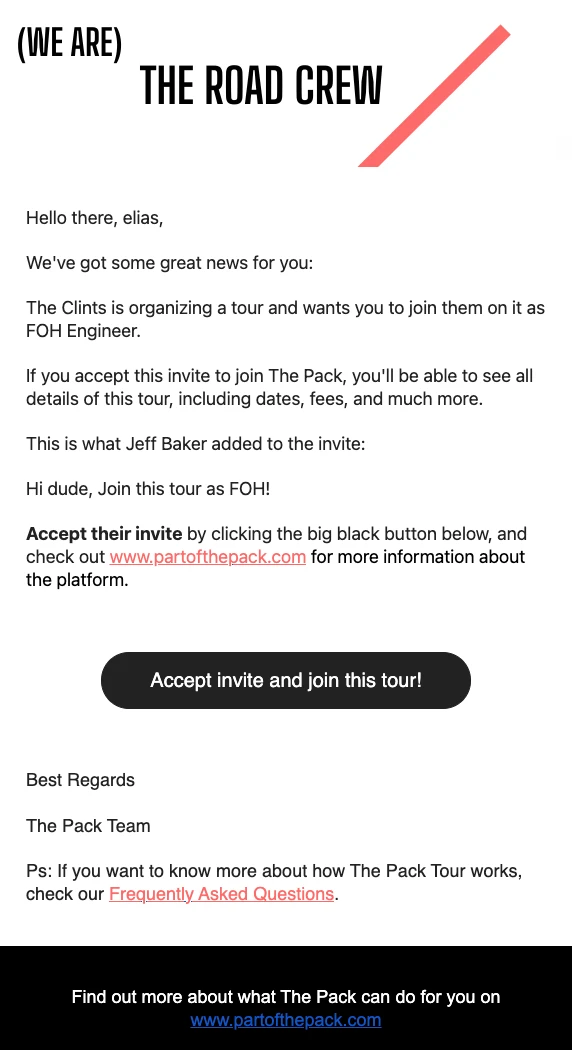 (WE ARE)
THE ROAD CREW
Hello there, elias,
We've got some great news for you:
The Clints is organizing a tour and wants you to join them on it as
FOH Engineer.
If you accept this invite to join The Pack, you'll be able to see all
details of this tour, including dates, fees, and much more.
This is what Jeff Baker added to the invite:
Hi dude, Join this tour as FOH!
Accept their invite by clicking the big black button below, and
check out www.partofthepack.com for more information about
the platform.
Accept invite and join this tour!
Best Regards
The Pack Team
Ps: If you want to know more about how The Pack Tour works,
check our Frequently Asked Questions.
Find out more about what The Pack can do for you on
www.partofthepack.com